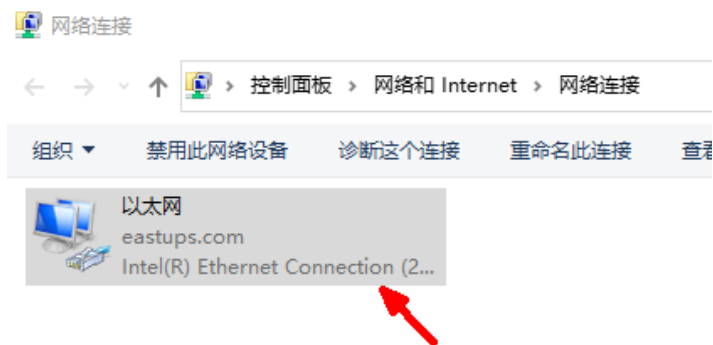 网络连接
控制面板 › 网络和 Internet › 网络连接
组织 禁用此网络设备 诊断这个连接 重命名此连接 查看
以太网
eastups.com
Intel(R) Ethernet Connection (2...